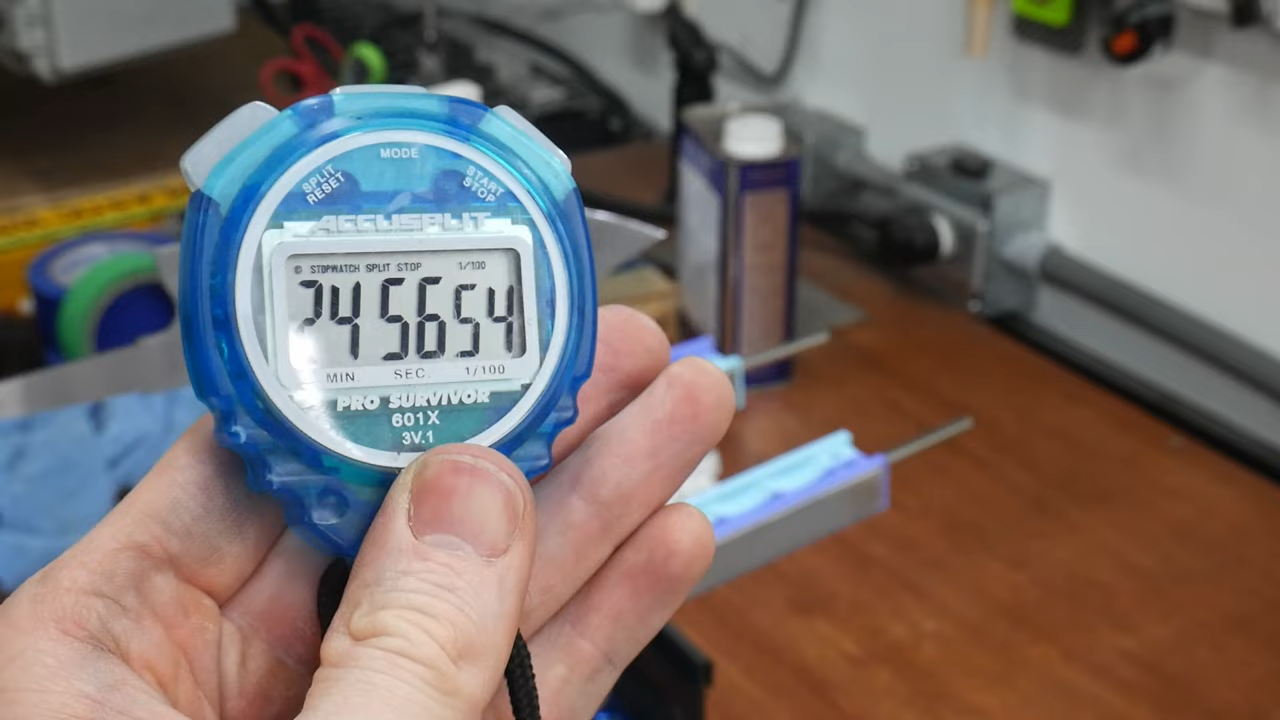 MODE
SPLIT
RESET
START
STOP
ACCUSPLIT
© STOPWATCH SPLIT STOP 1/100
24 56 54
MIN. SEC. 1/100
PRO SURVIVOR
601X
3V.1